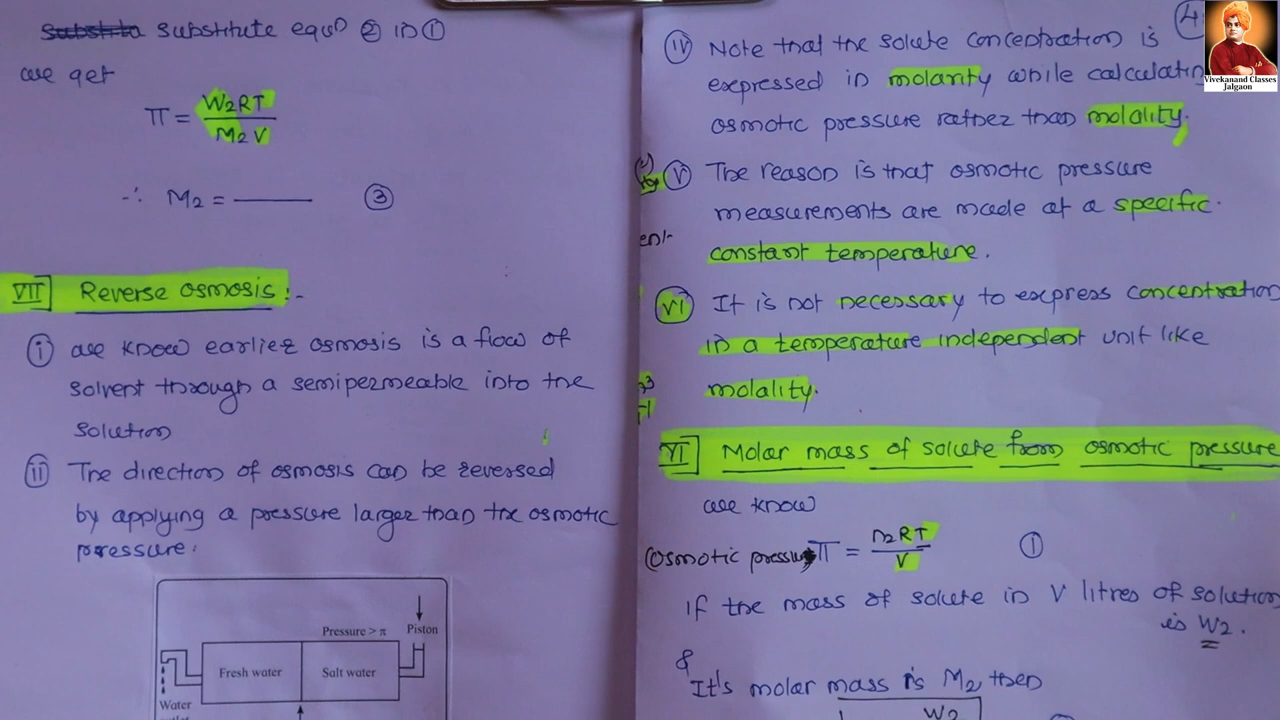 substitute equn ② in ①
we get
π = W2RT / M2 V
∴ M2 = ——— ③
VII] Reverse osmosis :-
ⓘ we know earlier osmosis is a flow of
solvent through a semipermeable into the
solution
ⓘⓘ The direction of osmosis can be reversed
by applying a pressure larger than the osmotic
pressure.
Pressure > π
Piston
Fresh water
Salt water
Water
4
Vivekanand Classes
Jalgaon
(iv) Note that the solute concentration is
expressed in molarity while calculatin
osmotic pressure rather than molality.
(v) The reason is that osmotic pressure
measurements are made at a specific
constant temperature.
(vi) It is not necessary to express concentration
in a temperature independent unit like
molality.
VI] Molar mass of solute from osmotic pressure
we know
(osmotic pressure π = n2RT / V ①
If the mass of solute in V litres of solution
is W2.
& It's molar mass is M2 then
W2